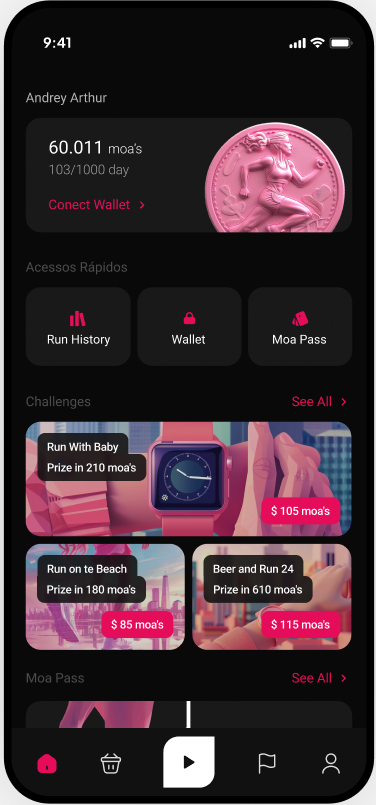 9:41
Andrey Arthur
60.011 moa's
103/1000 day
Conect Wallet
Acessos Rápidos
Run History
Wallet
Moa Pass
Challenges
See All
Run With Baby
Prize in 210 moa's
$ 105 moa's
Run on te Beach
Prize in 180 moa's
$ 85 moa's
Beer and Run 24
Prize in 610 moa's
$ 115 moa's
Moa Pass
See All